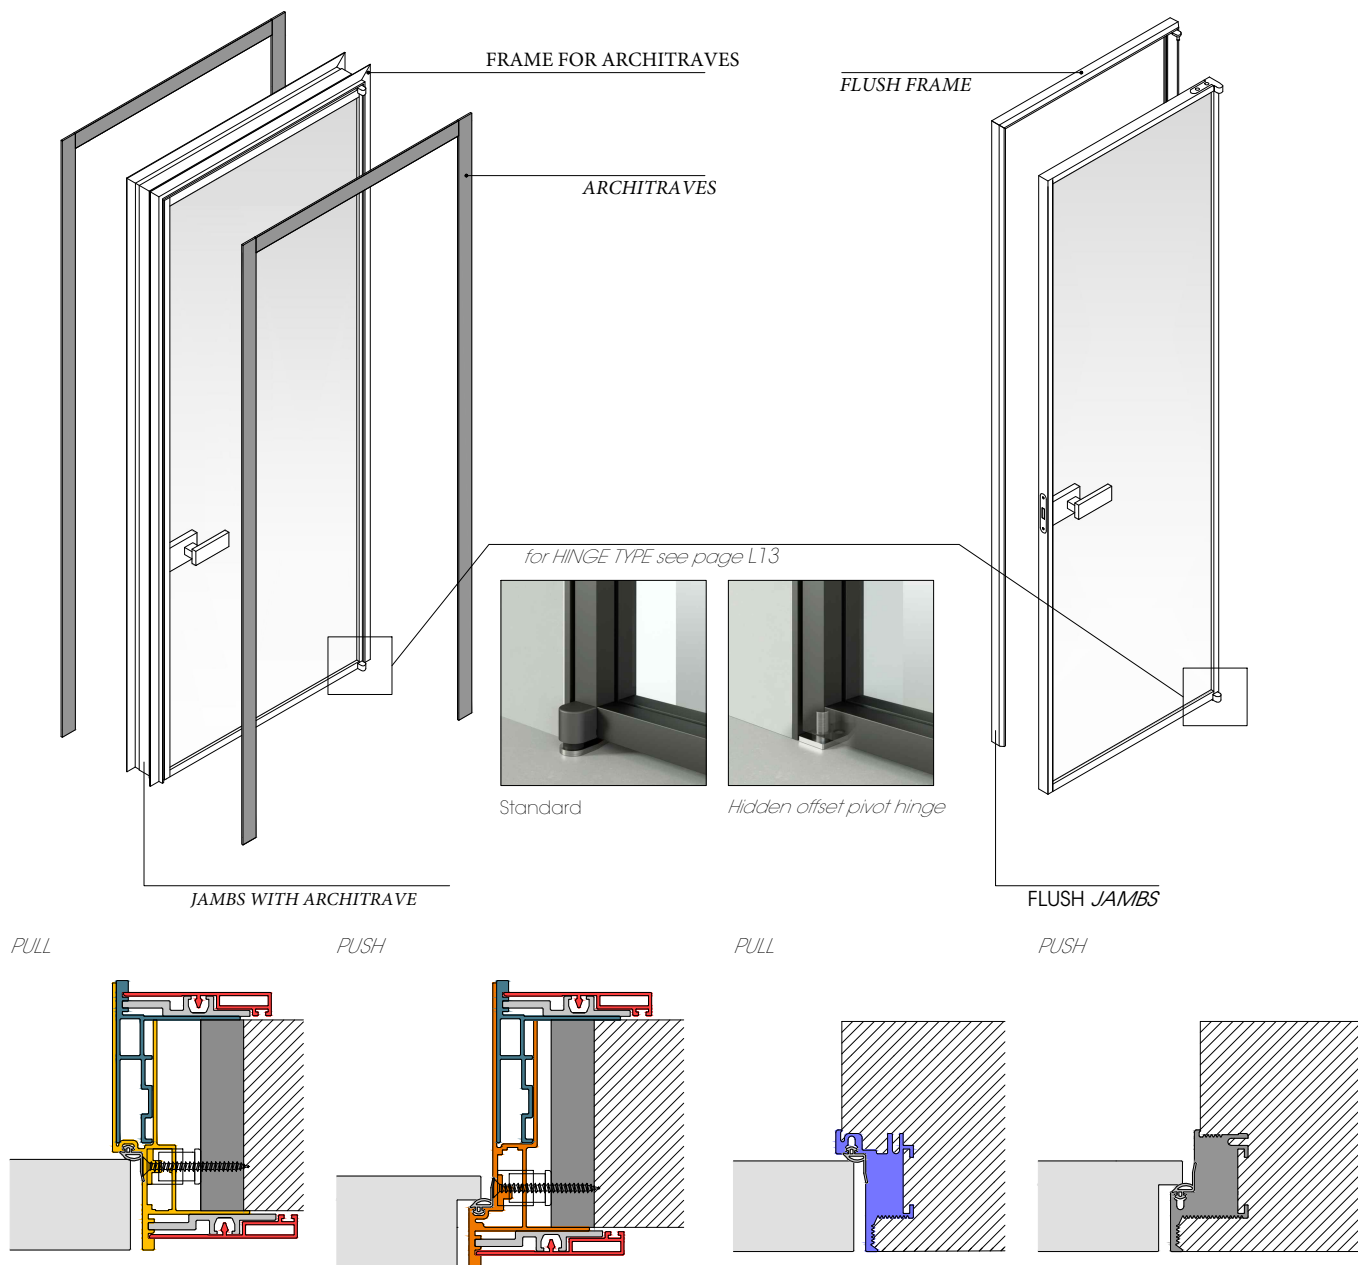 FRAME FOR ARCHITRAVES
FLUSH FRAME
ARCHITRAVES
for HINGE TYPE see page L13
Standard
Hidden offset pivot hinge
JAMBS WITH ARCHITRAVE
FLUSH JAMBS
PULL
PUSH
PULL
PUSH